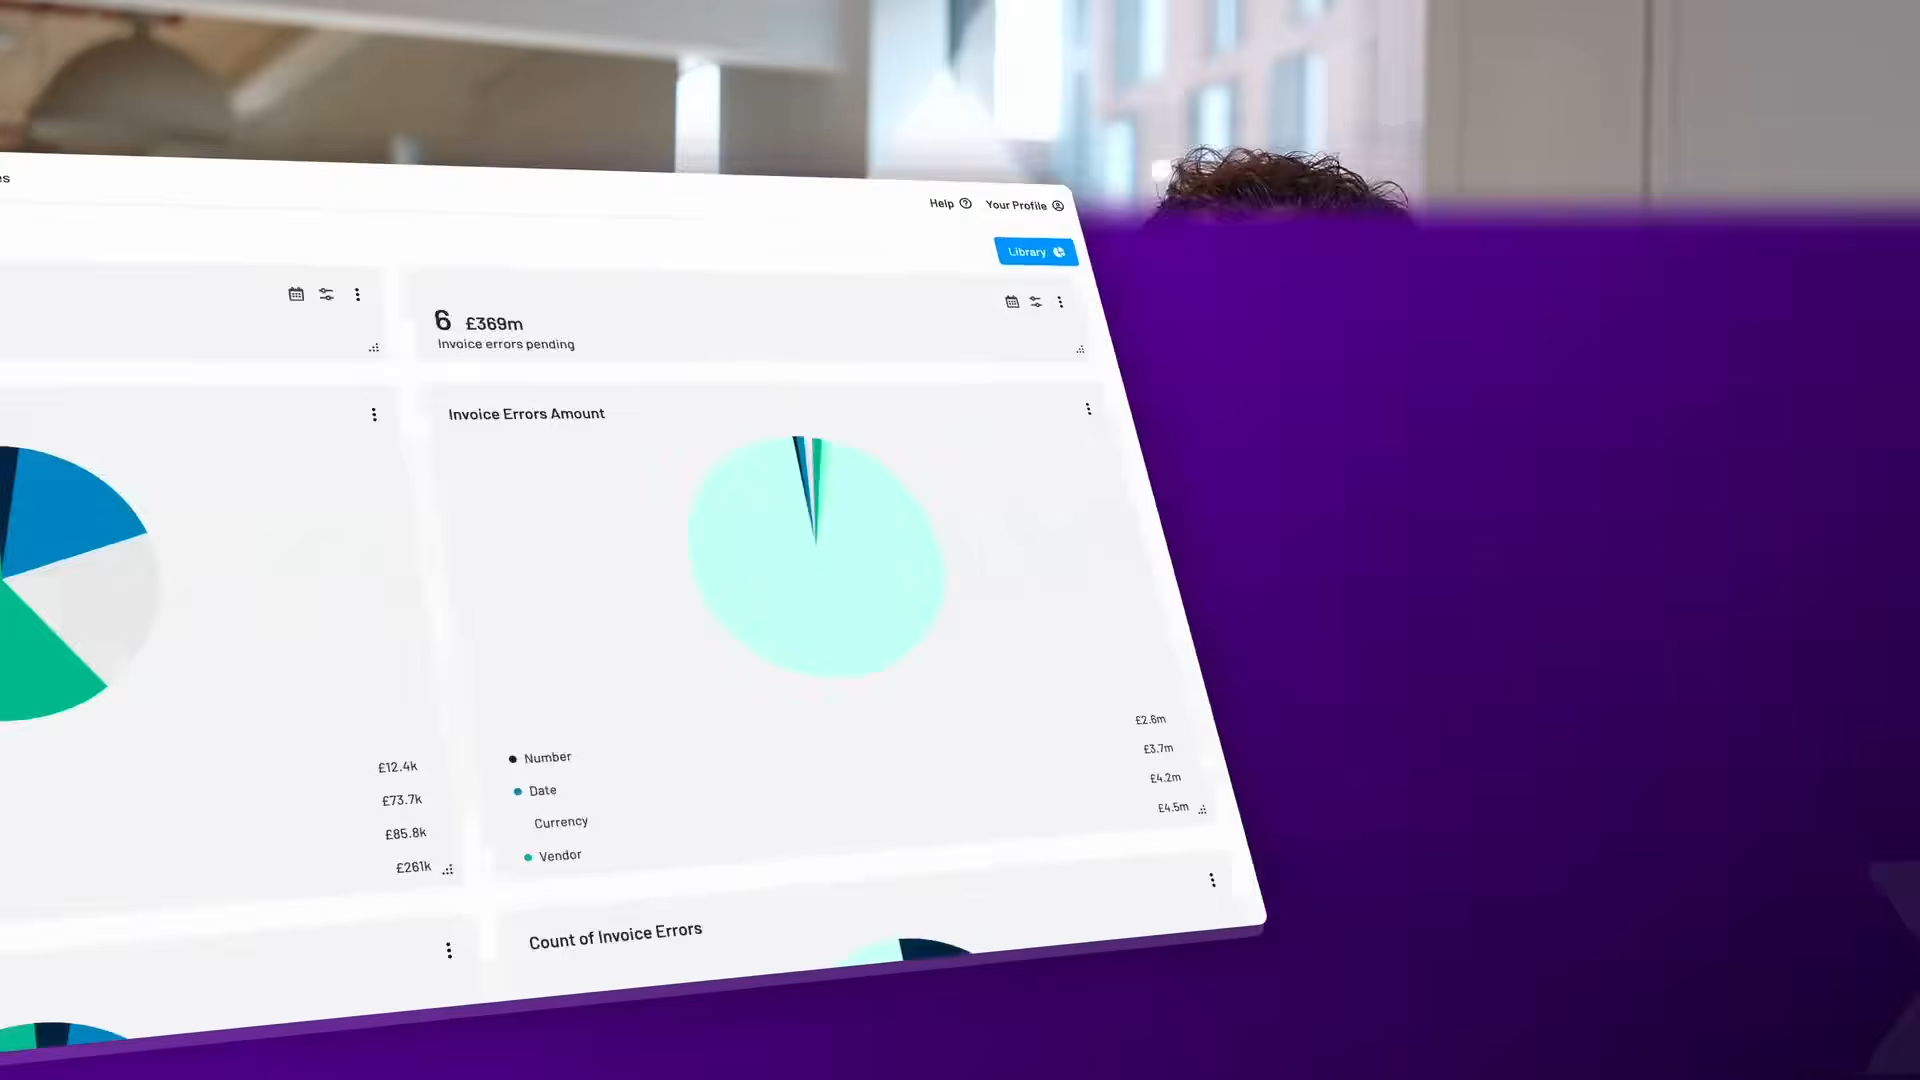 es
Help
Your Profile
Library
6 £369m
Invoice errors pending
Invoice Errors Amount
£12.4k
£73.7k
£85.8k
£261k
Number £2.6m
Date £3.7m
Currency £4.2m
Vendor £4.5m
Count of Invoice Errors